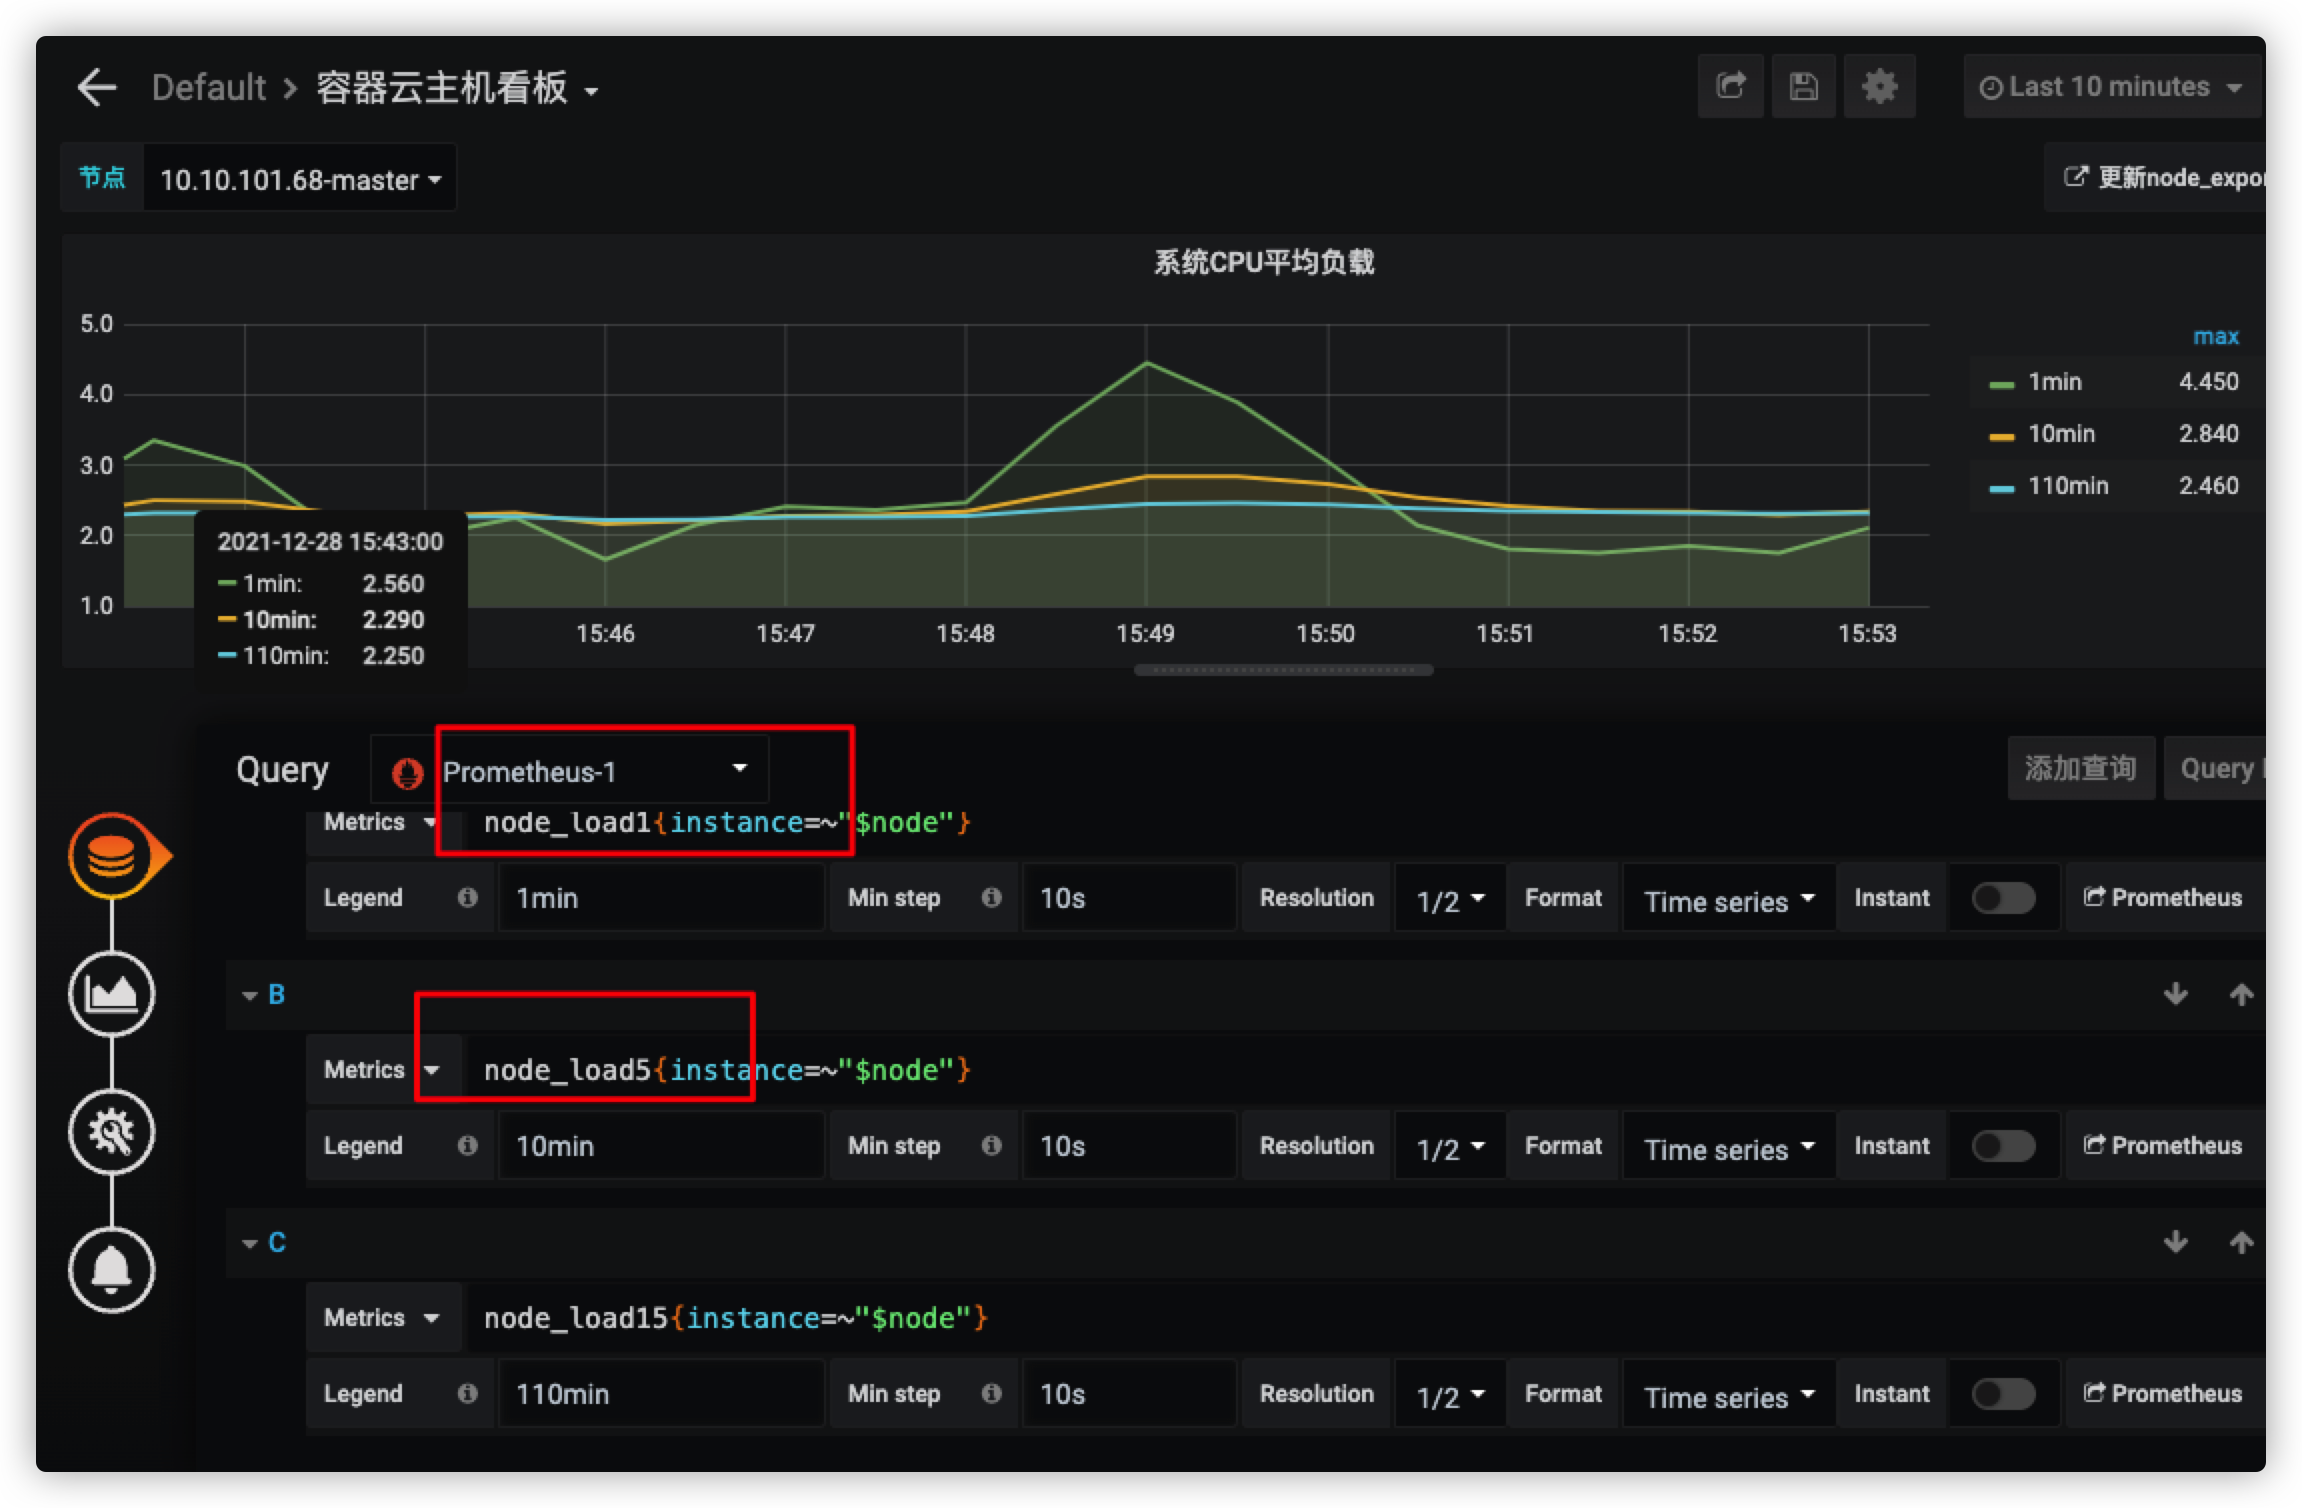 Default > 容器云主机看板
Last 10 minutes
节点 10.10.101.68-master
更新node_expor
系统CPU平均负载
5.0
4.0
3.0
2.0
1.0
max
1min 4.450
10min 2.840
110min 2.460
2021-12-28 15:43:00
1min: 2.560
10min: 2.290
110min: 2.250
15:46 15:47 15:48 15:49 15:50 15:51 15:52 15:53
Query Prometheus-1 添加查询 Query
Metrics node_load1{instance=~"$node"}
Legend 1min Min step 10s Resolution 1/2 Format Time series Instant Prometheus
B
Metrics node_load5{instance=~"$node"}
Legend 10min Min step 10s Resolution 1/2 Format Time series Instant Prometheus
C
Metrics node_load15{instance=~"$node"}
Legend 110min Min step 10s Resolution 1/2 Format Time series Instant Prometheus